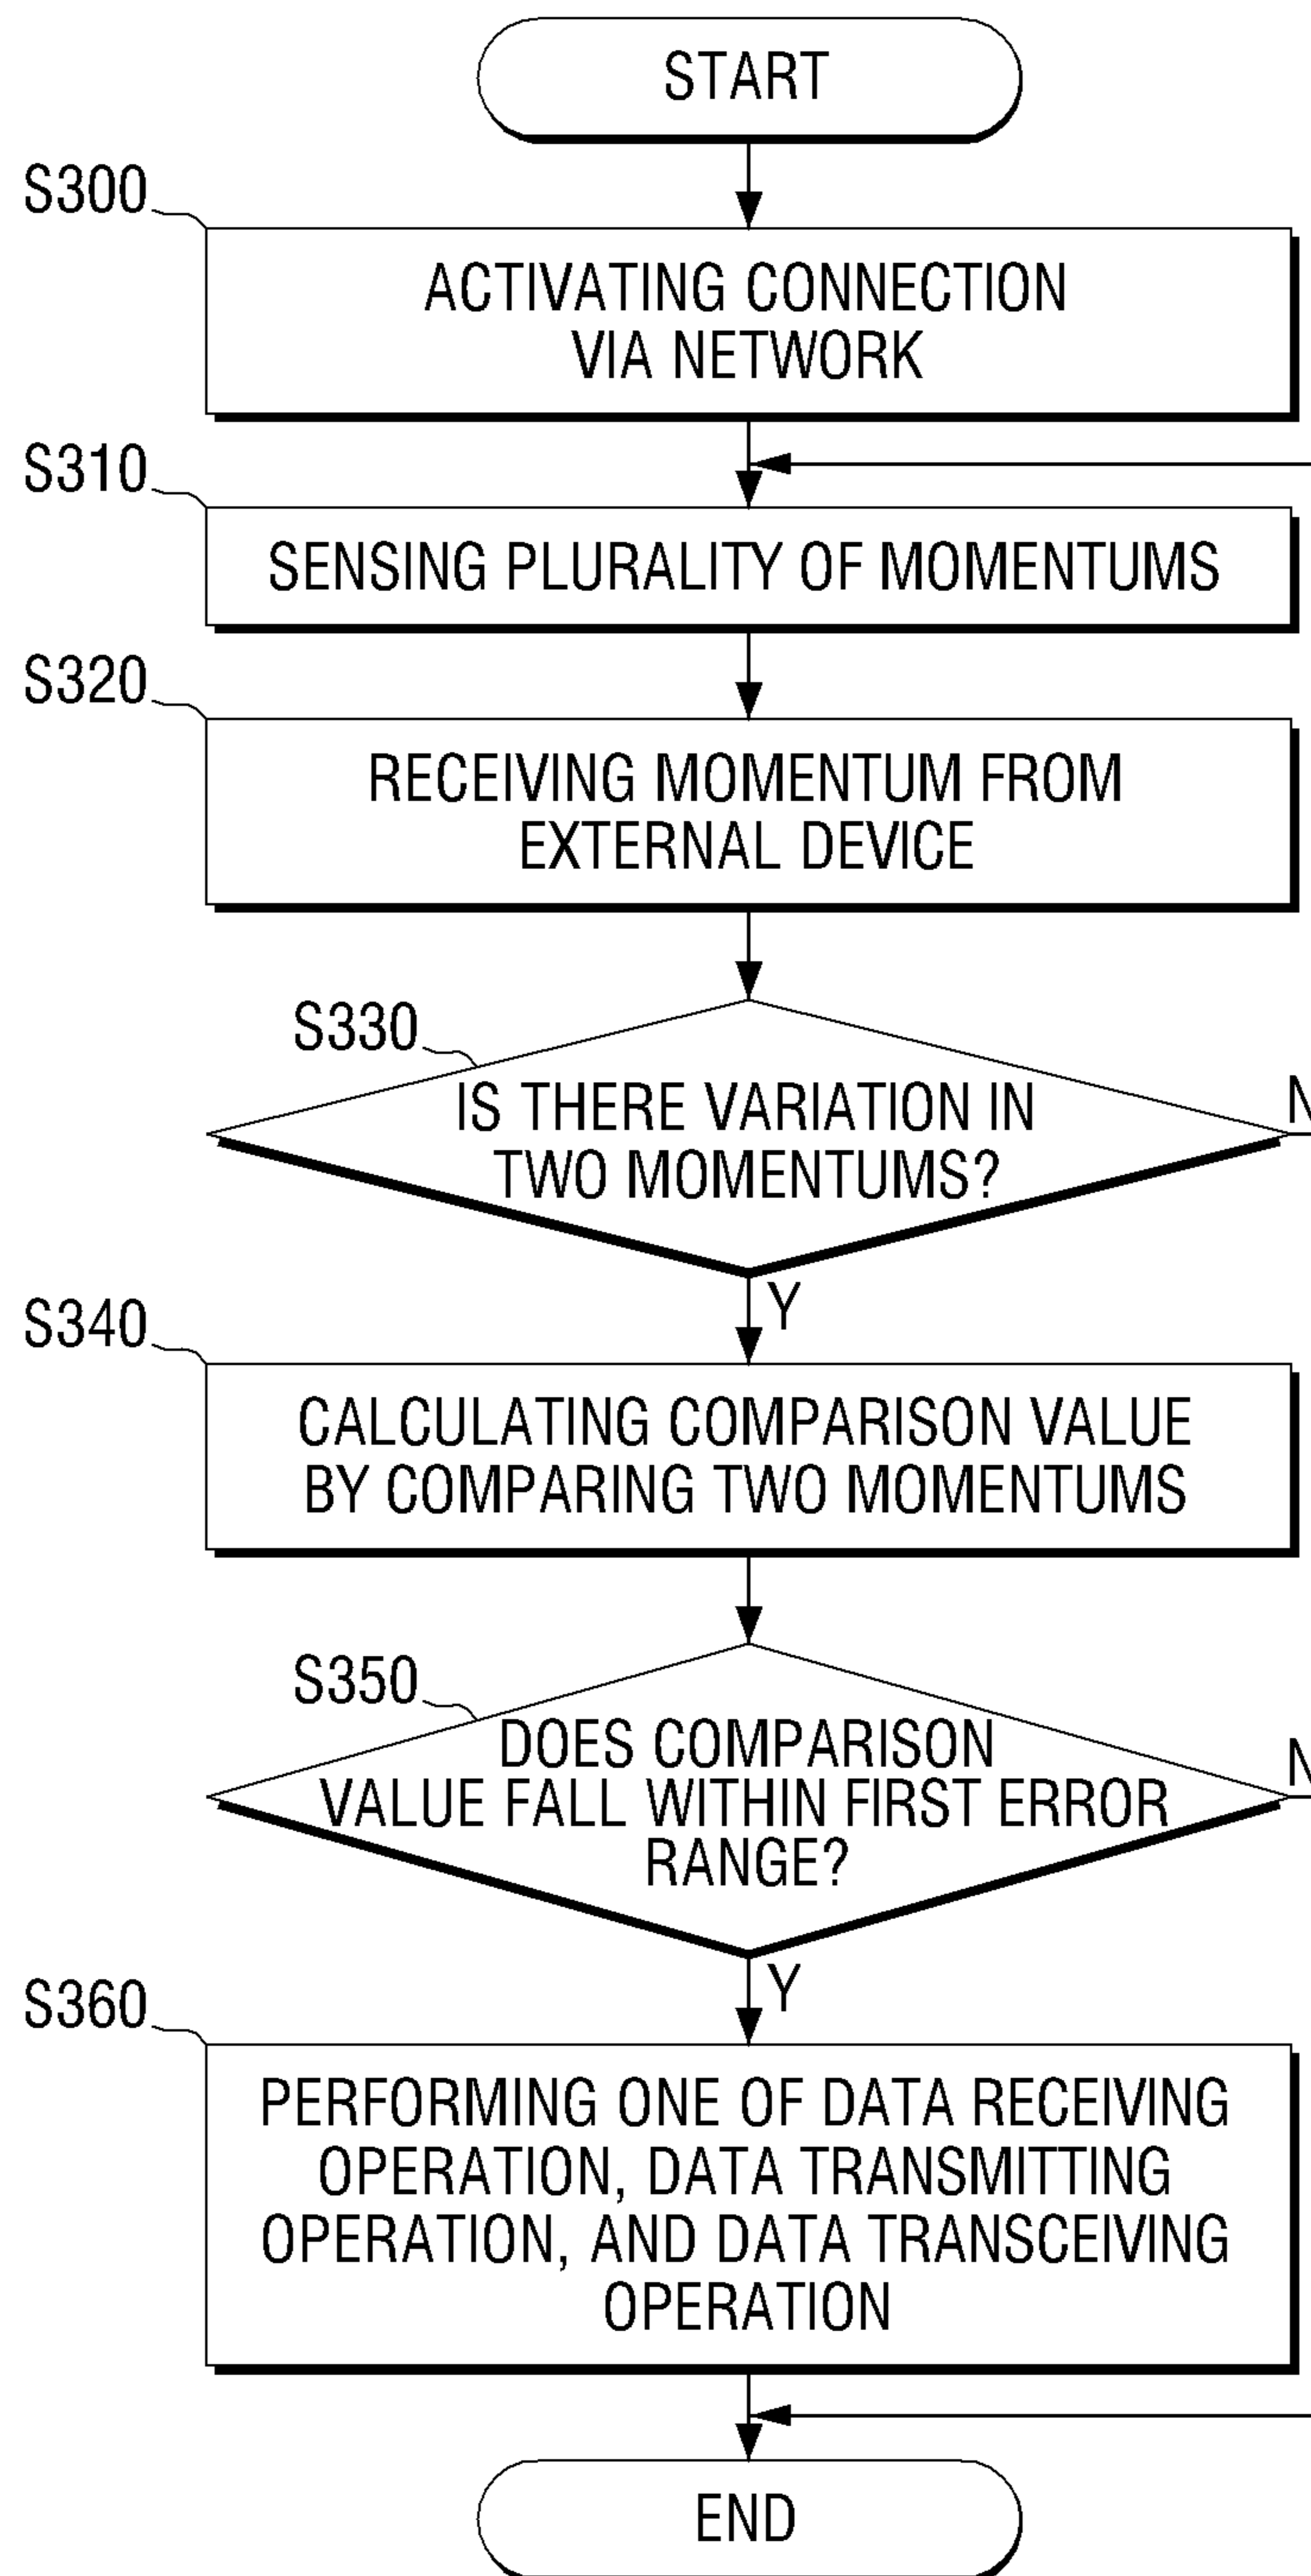 START
S300
ACTIVATING CONNECTION
VIA NETWORK
S310
SENSING PLURALITY OF MOMENTUMS
S320
RECEIVING MOMENTUM FROM
EXTERNAL DEVICE
S330
IS THERE VARIATION IN
TWO MOMENTUMS?
N
Y
S340
CALCULATING COMPARISON VALUE
BY COMPARING TWO MOMENTUMS
S350
DOES COMPARISON
VALUE FALL WITHIN FIRST ERROR
RANGE?
N
Y
S360
PERFORMING ONE OF DATA RECEIVING
OPERATION, DATA TRANSMITTING
OPERATION, AND DATA TRANSCEIVING
OPERATION
END